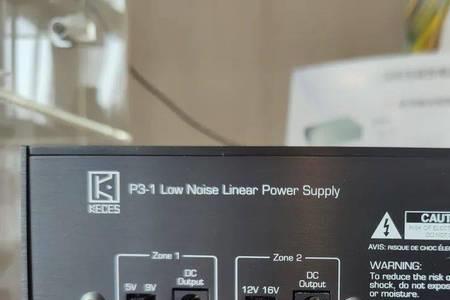 KECES
P3-1 Low Noise Linear Power Supply
Zone 1
Zone 2
5V 9V
DC
Output
12V 16V
DC
Output
CAUT
RISK OF ELECT
AVIS: RISQUE DE CHOC ÉLE
WARNING:
To reduce the risk o
shock, do not expos
or moisture.